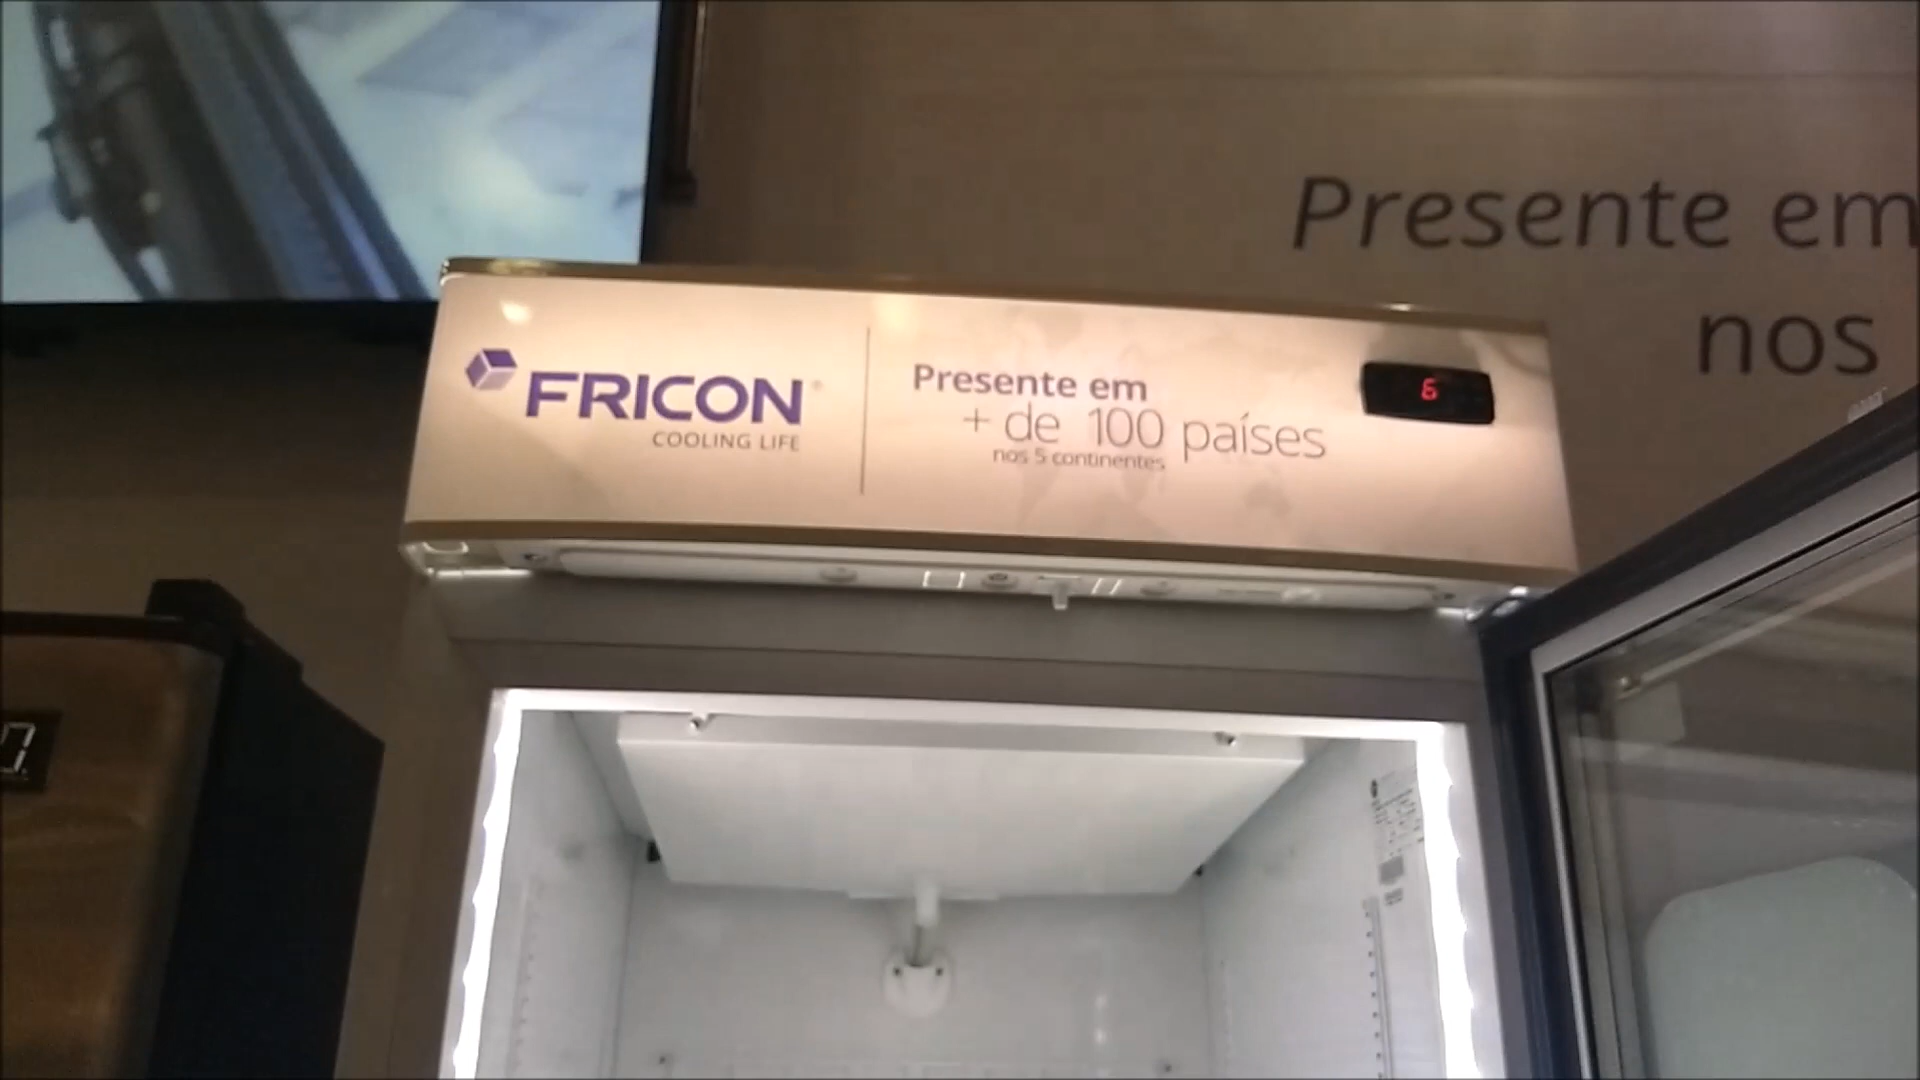 Presente em
nos
FRICON
COOLING LIFE
Presente em
+ de 100 países
nos 5 continentes
6